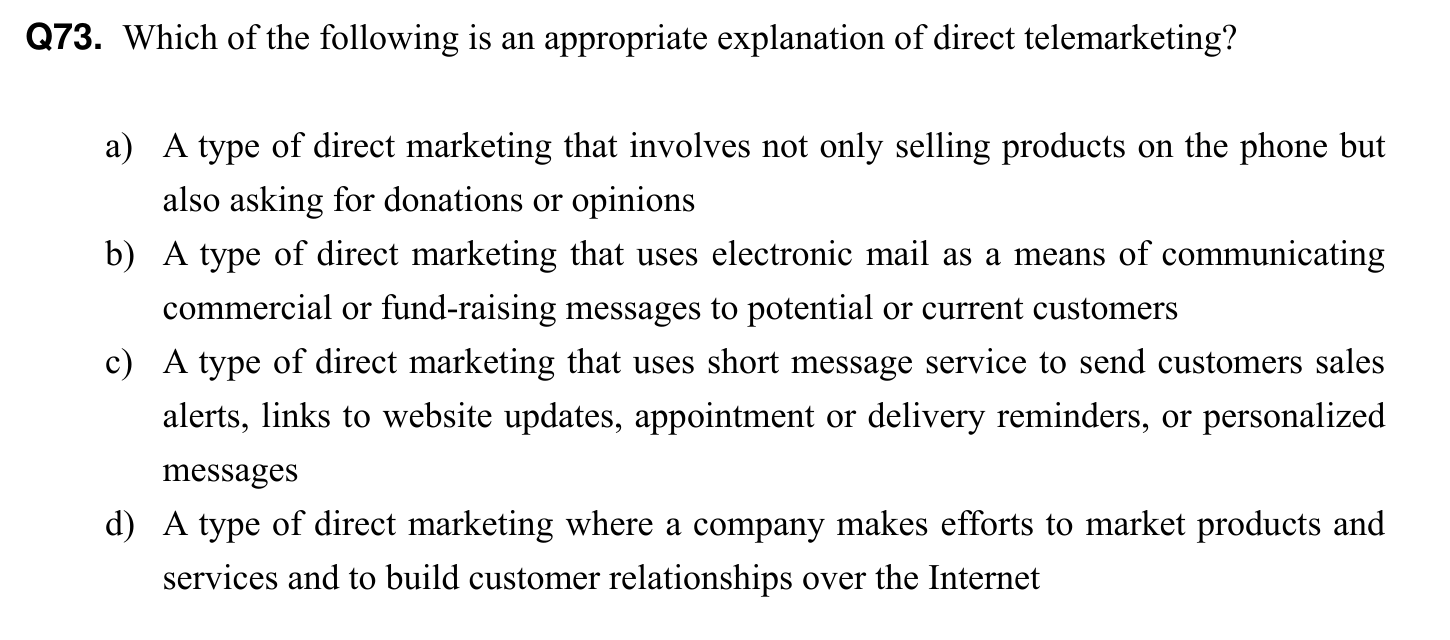 Q73. Which of the following is an appropriate explanation of direct telemarketing?
a) A type of direct marketing that involves not only selling products on the phone but
also asking for donations or opinions
b) A type of direct marketing that uses electronic mail as a means of communicating
commercial or fund-raising messages to potential or current customers
c) A type of direct marketing that uses short message service to send customers sales
alerts, links to website updates, appointment or delivery reminders, or personalized
messages
d) A type of direct marketing where a company makes efforts to market products and
services and to build customer relationships over the Internet